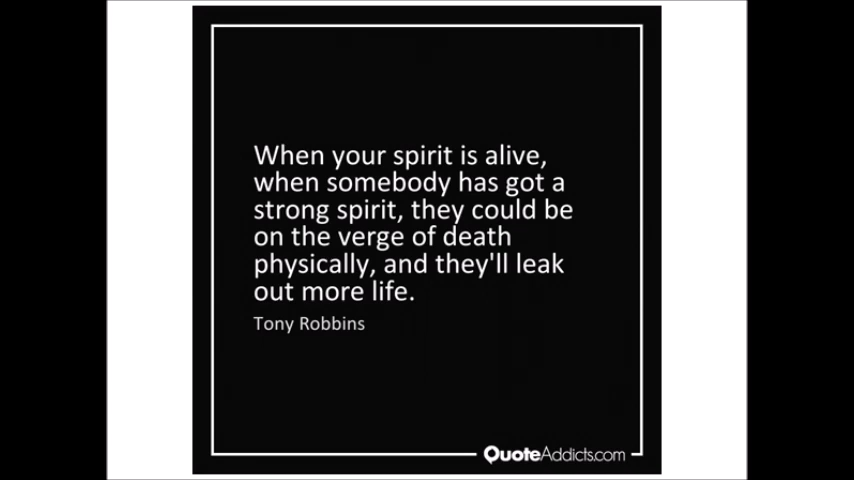 When your spirit is alive,
when somebody has got a
strong spirit, they could be
on the verge of death
physically, and they'll leak
out more life.
Tony Robbins
QuoteAddicts.com